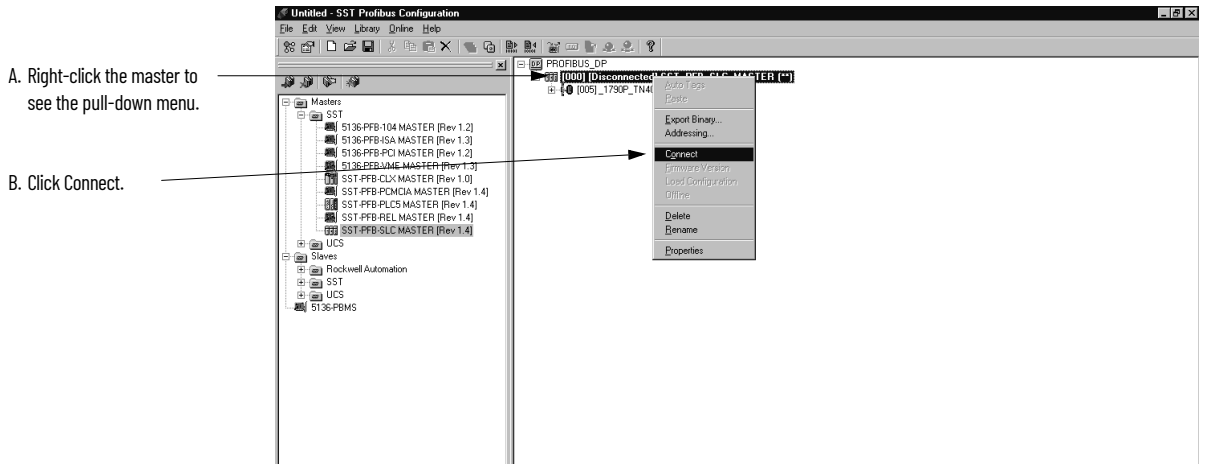 Untitled - SST Profibus Configuration
File Edit View Library Online Help
A. Right-click the master to
see the pull-down menu.
B. Click Connect.
Masters
SST
5136-PFB-104 MASTER [Rev 1.2]
5136-PFB-ISA MASTER [Rev 1.3]
5136-PFB-PCI MASTER [Rev 1.2]
5136-PFB-VME MASTER [Rev 1.3]
SST-PFB-CLX MASTER [Rev 1.0]
SST-PFB-PCMCIA MASTER [Rev 1.4]
SST-PFB-PLC5 MASTER [Rev 1.4]
SST-PFB-REL MASTER [Rev 1.4]
SST-PFB-SLC MASTER [Rev 1.4]
UCS
Slaves
Rockwell Automation
SST
UCS
5136-PBMS
DP PROFIBUS_DP
[000] [Disconnected] SST_PFB_SLC_MASTER (**)
[005]_1790P_TN4
Auto Tags
Paste
Export Binary...
Addressing...
Connect
Firmware Version
Load Configuration
Offline
Delete
Rename
Properties